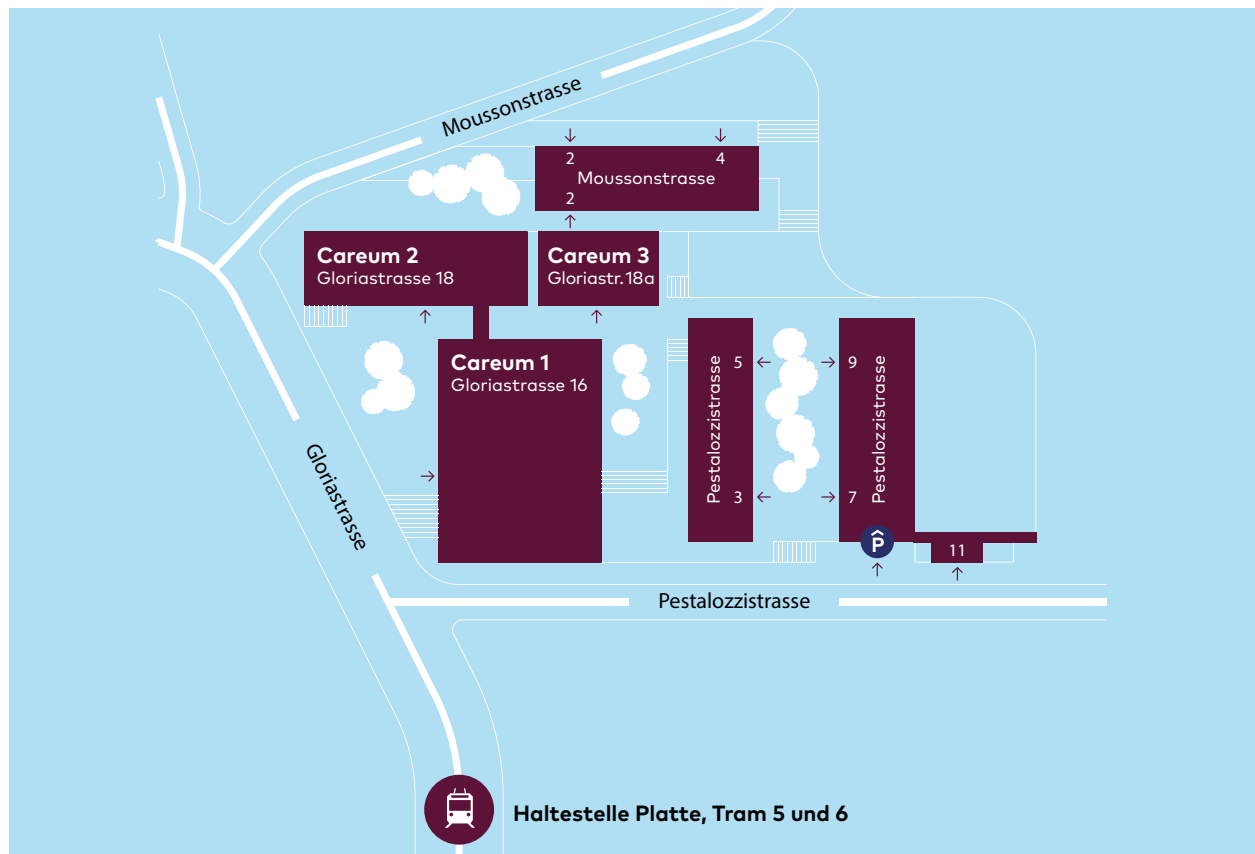 Moussonstrasse
2
4
Moussonstrasse
2
Careum 2
Gloriastrasse 18
Careum 3
Gloriastr. 18a
Careum 1
Gloriastrasse 16
5
Pestalozzistrasse
3
9
Pestalozzistrasse
7
P
11
Gloriastrasse
Pestalozzistrasse
Haltestelle Platte, Tram 5 und 6